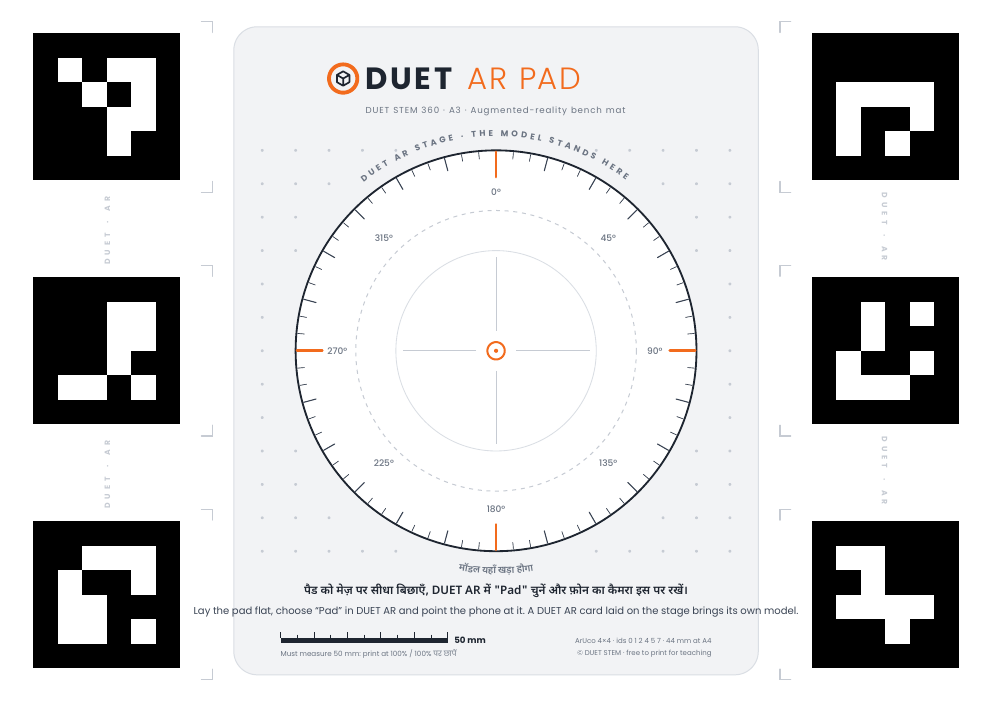 DUET AR PAD
DUET STEM 360 · A3 · Augmented-reality bench mat
DUET AR STAGE · THE MODEL STANDS HERE
0°
315°
45°
270°
90°
225°
135°
180°
DUET · AR
DUET · AR
DUET · AR
DUET · AR
मॉडल यहाँ खड़ा होगा
पैड को मेज़ पर सीधा बिछाएँ, DUET AR में "Pad" चुनें और फ़ोन का कैमरा इस पर रखें।
Lay the pad flat, choose “Pad” in DUET AR and point the phone at it. A DUET AR card laid on the stage brings its own model.
50 mm
Must measure 50 mm: print at 100% / 100% पर छापें
ArUco 4×4 · ids 0 1 2 4 5 7 · 44 mm at A4
© DUET STEM · free to print for teaching